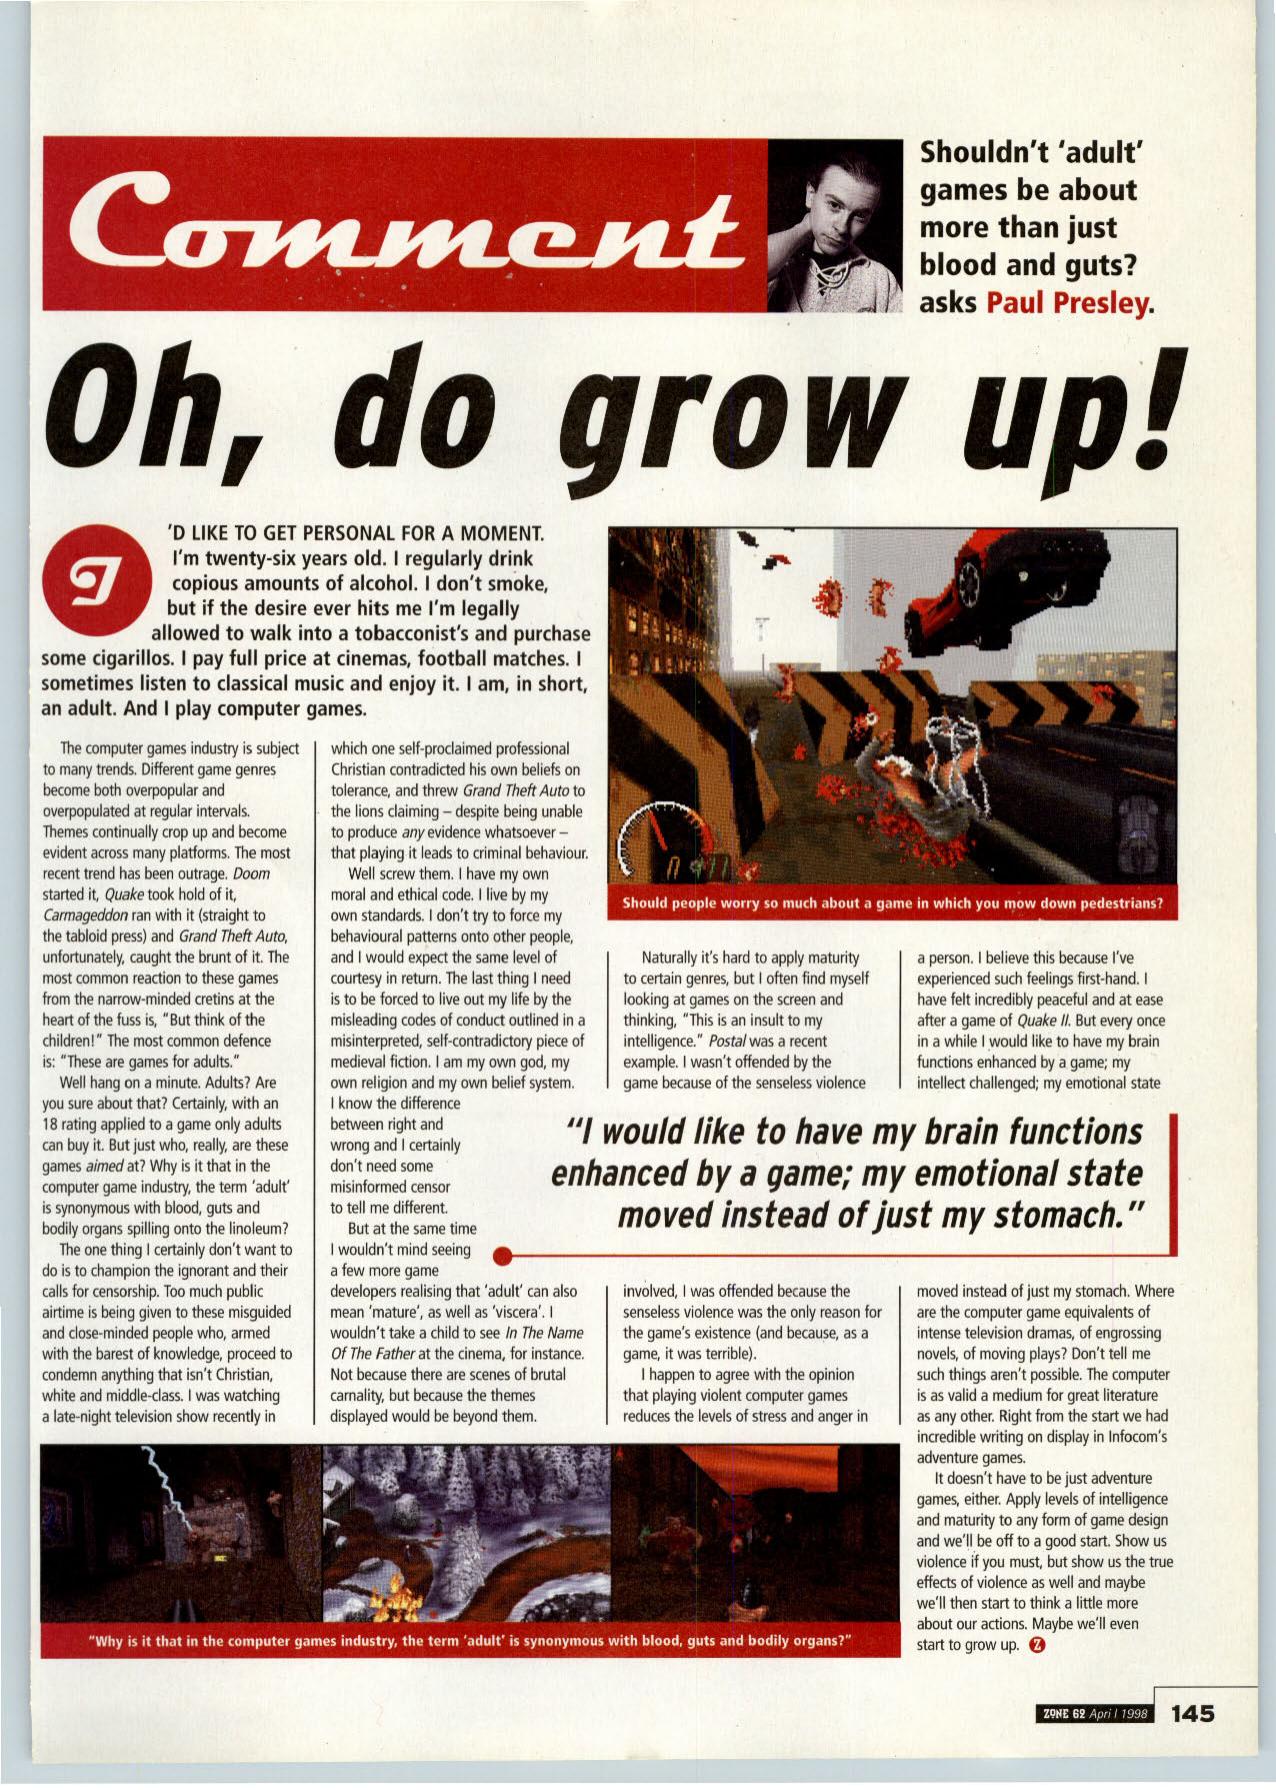 Comment
Shouldn't 'adult'
games be about
more than just
blood and guts?
asks Paul Presley.
Oh, do grow up!
I'D LIKE TO GET PERSONAL FOR A MOMENT.
I'm twenty-six years old. I regularly drink
copious amounts of alcohol. I don't smoke,
but if the desire ever hits me I'm legally
allowed to walk into a tobacconist's and purchase
some cigarillos. I pay full price at cinemas, football matches. I
sometimes listen to classical music and enjoy it. I am, in short,
an adult. And I play computer games.
The computer games industry is subject
to many trends. Different game genres
become both overpopular and
overpopulated at regular intervals.
Themes continually crop up and become
evident across many platforms. The most
recent trend has been outrage. Doom
started it, Quake took hold of it,
Carmageddon ran with it (straight to
the tabloid press) and Grand Theft Auto,
unfortunately, caught the brunt of it. The
most common reaction to these games
from the narrow-minded cretins at the
heart of the fuss is, "But think of the
children!" The most common defence
is: "These are games for adults."
Well hang on a minute. Adults? Are
you sure about that? Certainly, with an
18 rating applied to a game only adults
can buy it. But just who, really, are these
games aimed at? Why is it that in the
computer game industry, the term 'adult'
is synonymous with blood, guts and
bodily organs spilling onto the linoleum?
The one thing I certainly don't want to
do is to champion the ignorant and their
calls for censorship. Too much public
airtime is being given to these misguided
and close-minded people who, armed
with the barest of knowledge, proceed to
condemn anything that isn't Christian,
white and middle-class. I was watching
a late-night television show recently in
which one self-proclaimed professional
Christian contradicted his own beliefs on
tolerance, and threw Grand Theft Auto to
the lions claiming – despite being unable
to produce any evidence whatsoever –
that playing it leads to criminal behaviour.
Well screw them. I have my own
moral and ethical code. I live by my
own standards. I don't try to force my
behavioural patterns onto other people,
and I would expect the same level of
courtesy in return. The last thing I need
is to be forced to live out my life by the
misleading codes of conduct outlined in a
misinterpreted, self-contradictory piece of
medieval fiction. I am my own god, my
own religion and my own belief system.
I know the difference
between right and
wrong and I certainly
don't need some
misinformed censor
to tell me different.
But at the same time
I wouldn't mind seeing
a few more game
developers realising that 'adult' can also
mean 'mature', as well as 'viscera'. I
wouldn't take a child to see In The Name
Of The Father at the cinema, for instance.
Not because there are scenes of brutal
carnality, but because the themes
displayed would be beyond them.
Should people worry so much about a game in which you mow down pedestrians?
Naturally it's hard to apply maturity
to certain genres, but I often find myself
looking at games on the screen and
thinking, "This is an insult to my
intelligence." Postal was a recent
example. I wasn't offended by the
game because of the senseless violence
involved, I was offended because the
senseless violence was the only reason for
the game's existence (and because, as a
game, it was terrible).
I happen to agree with the opinion
that playing violent computer games
reduces the levels of stress and anger in
a person. I believe this because I've
experienced such feelings first-hand. I
have felt incredibly peaceful and at ease
after a game of Quake II. But every once
in a while I would like to have my brain
functions enhanced by a game; my
intellect challenged; my emotional state
"I would like to have my brain functions
enhanced by a game; my emotional state
moved instead of just my stomach."
moved instead of just my stomach. Where
are the computer game equivalents of
intense television dramas, of engrossing
novels, of moving plays? Don't tell me
such things aren't possible. The computer
is as valid a medium for great literature
as any other. Right from the start we had
incredible writing on display in Infocom's
adventure games.
It doesn't have to be just adventure
games, either. Apply levels of intelligence
and maturity to any form of game design
and we'll be off to a good start. Show us
violence if you must, but show us the true
effects of violence as well and maybe
we'll then start to think a little more
about our actions. Maybe we'll even
start to grow up. Z
"Why is it that in the computer games industry, the term 'adult' is synonymous with blood, guts and bodily organs?"
ZONE 62 April 1998 145